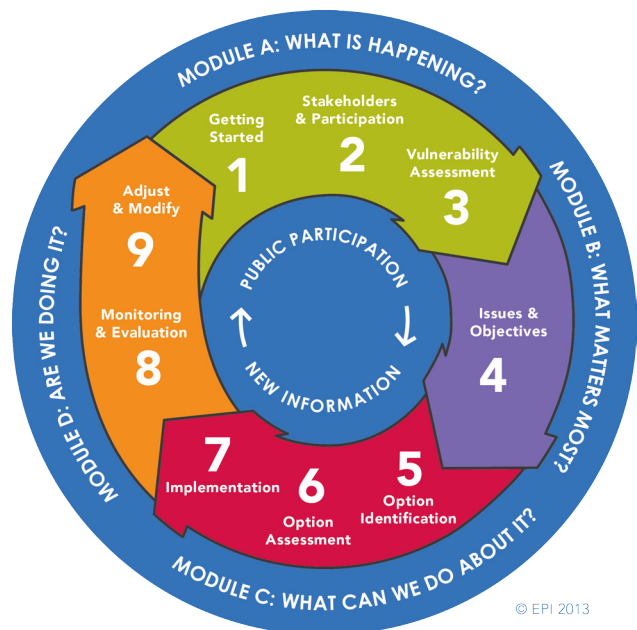 MODULE A: WHAT IS HAPPENING?
Getting
Started
1
Stakeholders
& Participation
2
Vulnerability
Assessment
3
MODULE B: WHAT MATTERS MOST?
Issues &
Objectives
4
MODULE C: WHAT CAN WE DO ABOUT IT?
5
Option
Identification
6
Option
Assessment
7
Implementation
MODULE D: ARE WE DOING IT?
Monitoring
& Evaluation
8
Adjust
& Modify
9
PUBLIC PARTICIPATION
NEW INFORMATION
© EPI 2013